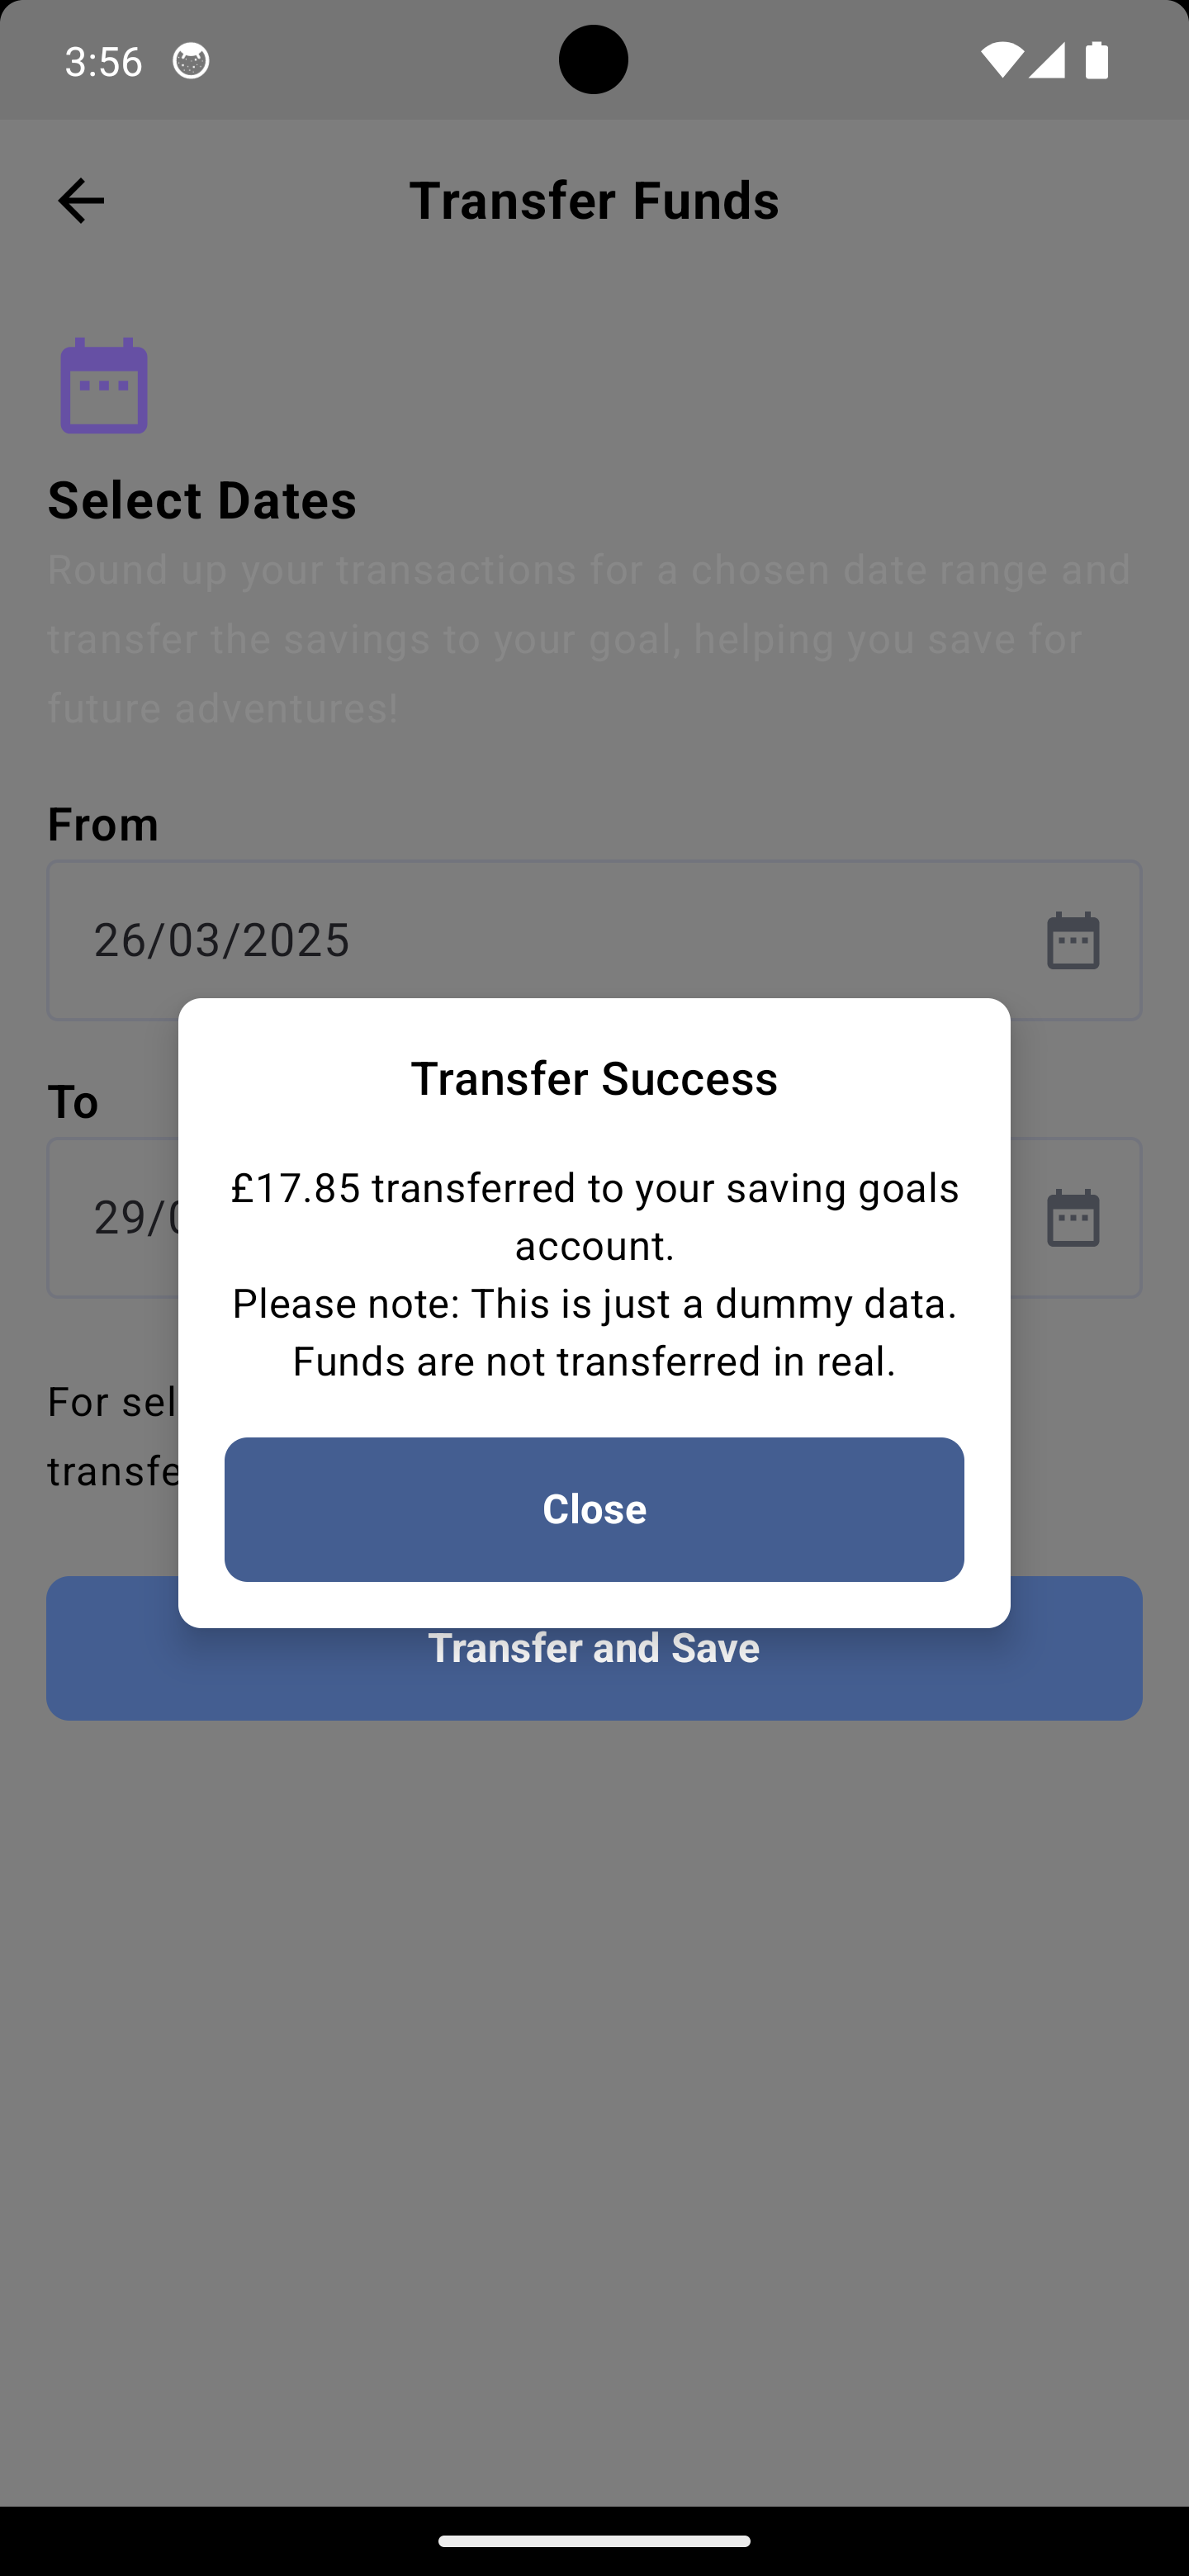 3:56
Transfer Funds
Select Dates
Round up your transactions for a chosen date range and
transfer the savings to your goal, helping you save for
future adventures!
From
26/03/2025
To
29/0
Transfer Success
£17.85 transferred to your saving goals
account.
Please note: This is just a dummy data.
Funds are not transferred in real.
For sel
transfe
Close
Transfer and Save